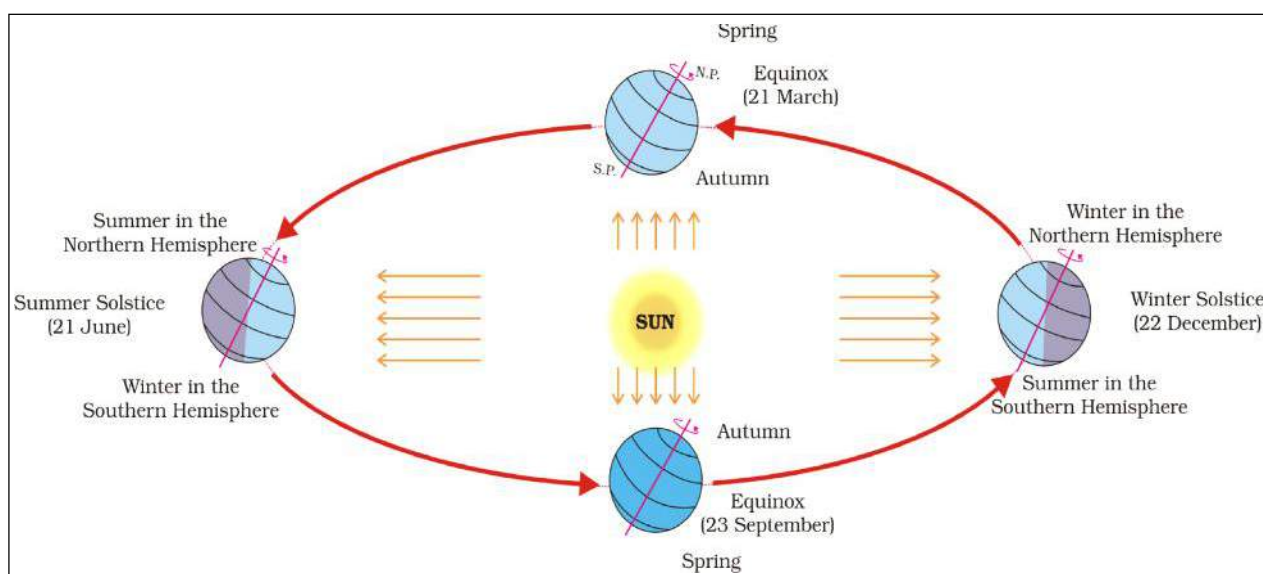 Spring
N.P.
Equinox
(21 March)
S.P.
Autumn
Summer in the
Northern Hemisphere
Winter in the
Northern Hemisphere
Summer Solstice
(21 June)
SUN
Winter Solstice
(22 December)
Winter in the
Southern Hemisphere
Summer in the
Southern Hemisphere
Autumn
Equinox
(23 September)
Spring